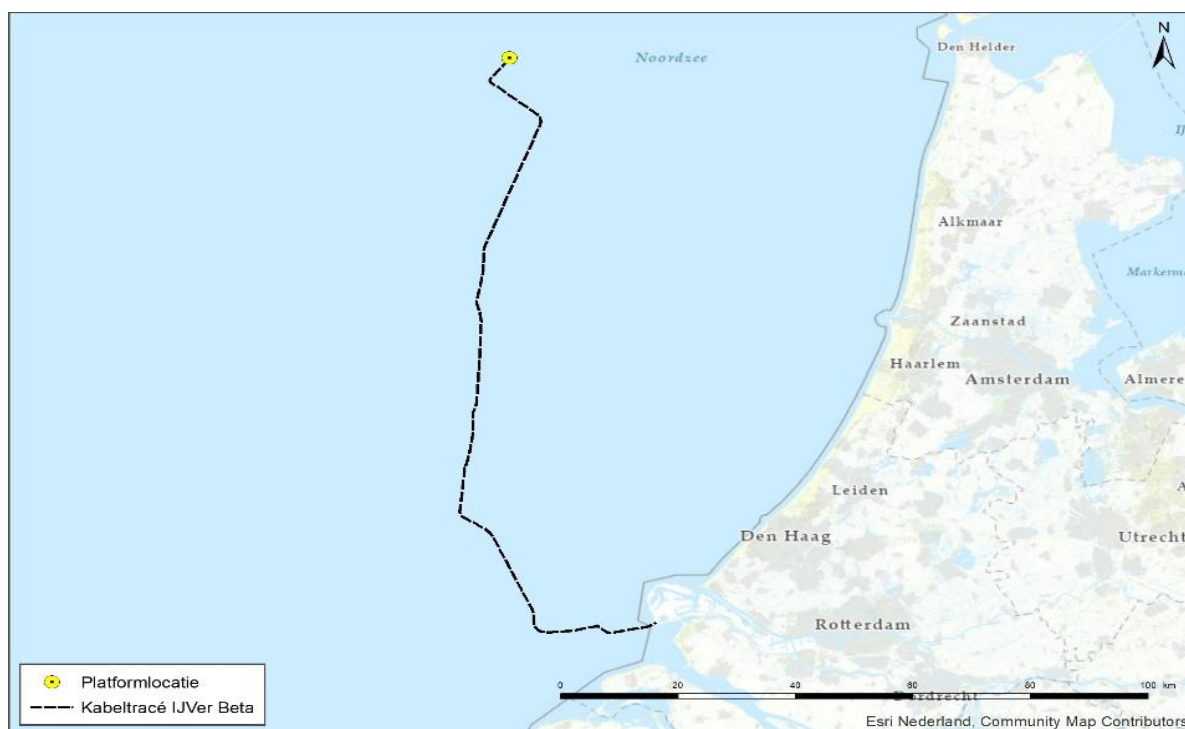 N
Den Helder
Noordzee
Alkmaar
Zaanstad
Haarlem
Amsterdam
Almere
Leiden
Den Haag
Utrecht
Rotterdam
Dordrecht
0 20 40 60 80 100 km
Platformlocatie
Kabeltracé IJVer Beta
Esri Nederland, Community Map Contributors